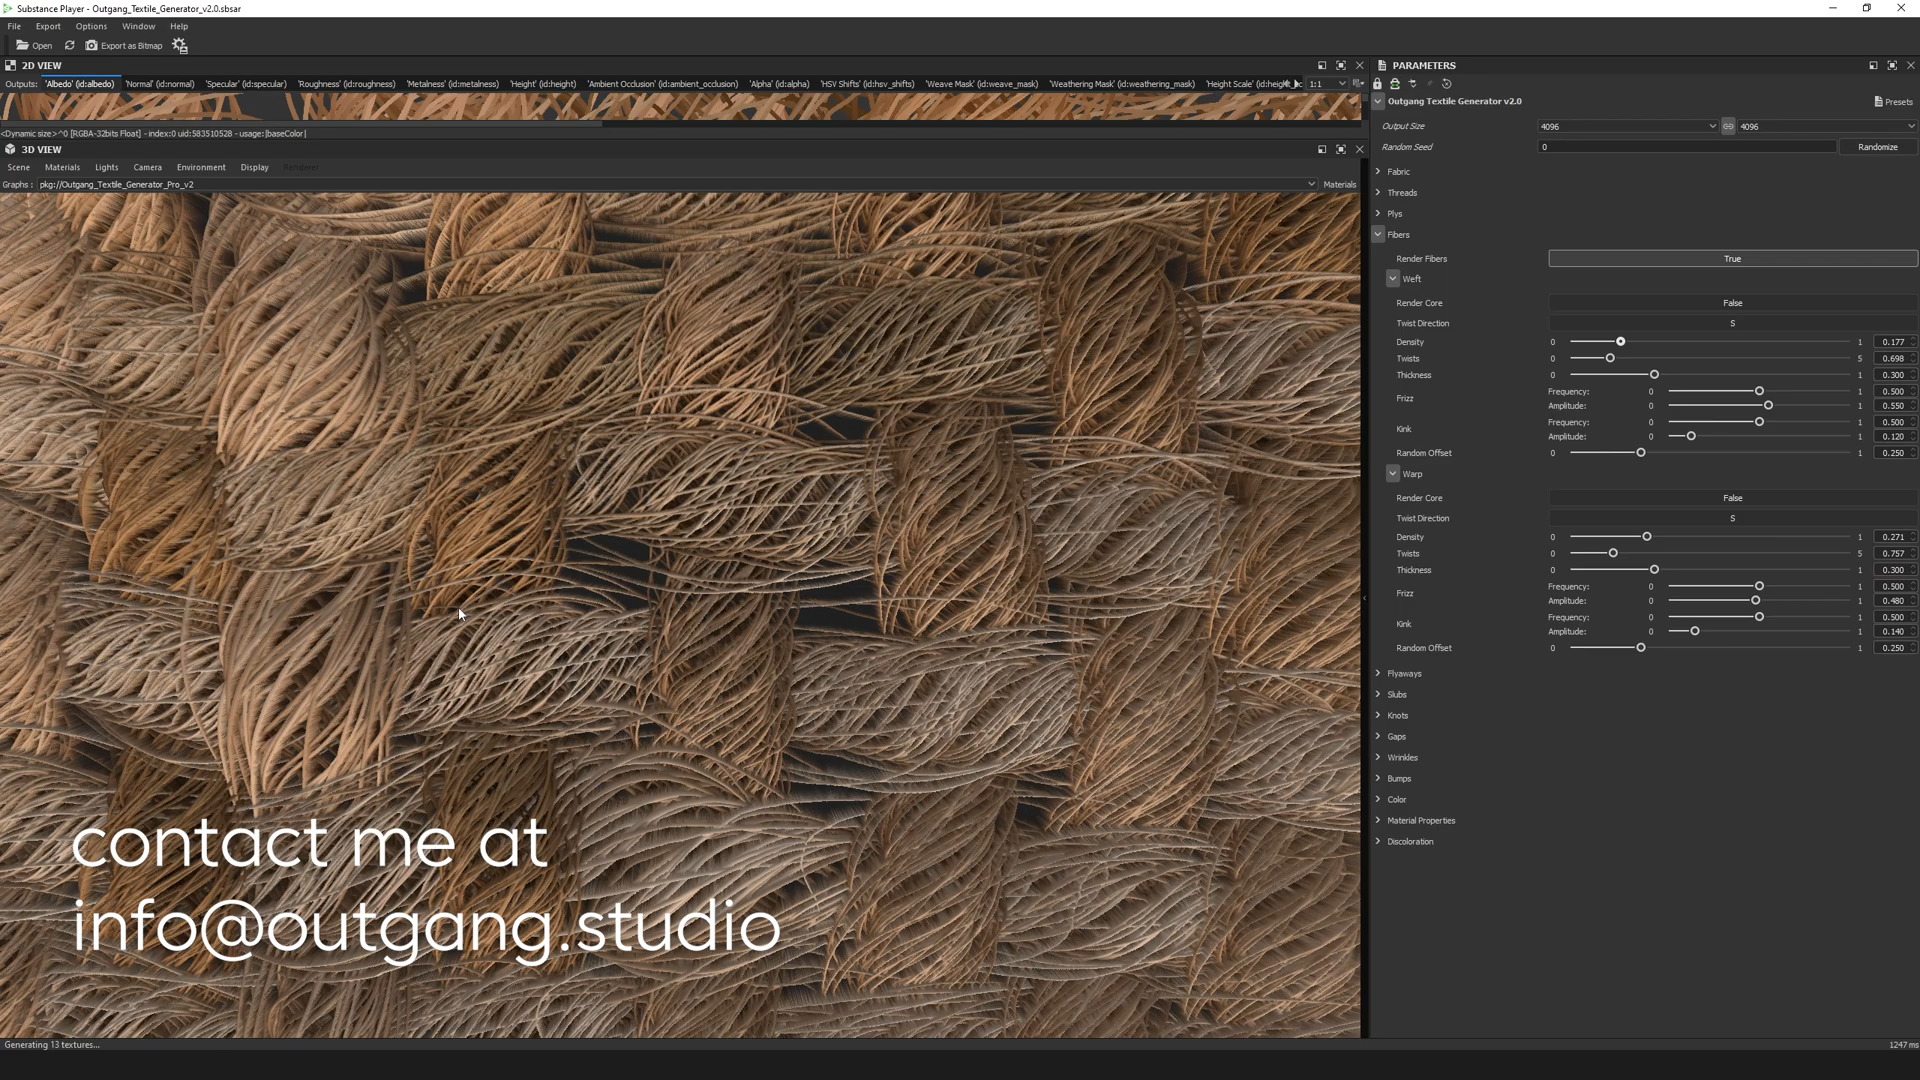 Substance Player - Outgang_Textile_Generator_v2.0.sbsar
File Export Options Window Help
Open Export as Bitmap
2D VIEW
Outputs: 'Albedo' (id:albedo) 'Normal' (id:normal) 'Specular' (id:specular) 'Roughness' (id:roughness) 'Metalness' (id:metalness) 'Height' (id:height) 'Ambient Occlusion' (id:ambient_occlusion) 'Alpha' (id:alpha) 'HSV Shifts' (id:hsv_shifts) 'Weave Mask' (id:weave_mask) 'Weathering Mask' (id:weathering_mask) 'Height Scale' 1:1
<Dynamic size>^0 [RGBA-32bits Float] - index:0 uid:583510528 - usage:|baseColor|
3D VIEW
Scene Materials Lights Camera Environment Display Renderer
Graphs : pkg://Outgang_Textile_Generator_Pro_v2 Materials
contact me at
info@outgang.studio
PARAMETERS
Outgang Textile Generator v2.0 Presets
Output Size 4096 4096
Random Seed 0 Randomize
Fabric
Threads
Plys
Fibers
Render Fibers True
Weft
Render Core False
Twist Direction S
Density 0 1 0.177
Twists 0 5 0.698
Thickness 0 1 0.300
Frizz Frequency: 0 1 0.500
Amplitude: 0 1 0.550
Kink Frequency: 0 1 0.500
Amplitude: 0 1 0.120
Random Offset 0 1 0.250
Warp
Render Core False
Twist Direction S
Density 0 1 0.271
Twists 0 5 0.757
Thickness 0 1 0.300
Frizz Frequency: 0 1 0.500
Amplitude: 0 1 0.480
Kink Frequency: 0 1 0.500
Amplitude: 0 1 0.140
Random Offset 0 1 0.250
Flyaways
Slubs
Knots
Gaps
Wrinkles
Bumps
Color
Material Properties
Discoloration
Generating 13 textures... 1247 ms